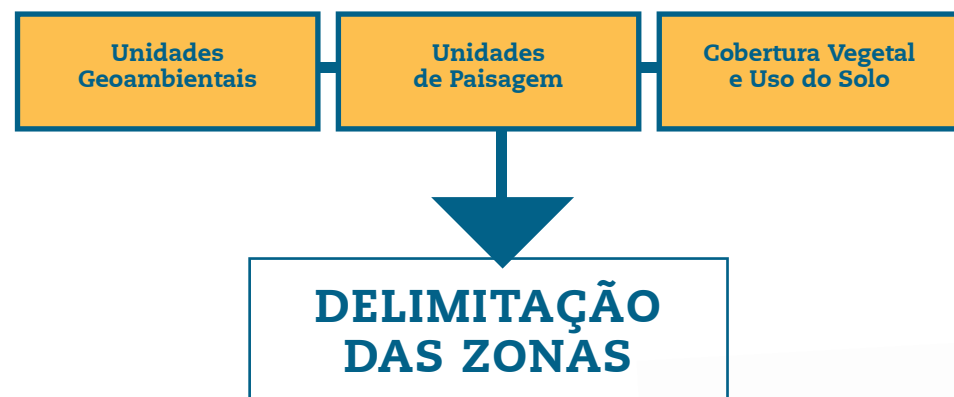 Unidades
Geoambientais
Unidades
de Paisagem
Cobertura Vegetal
e Uso do Solo
DELIMITAÇÃO
DAS ZONAS